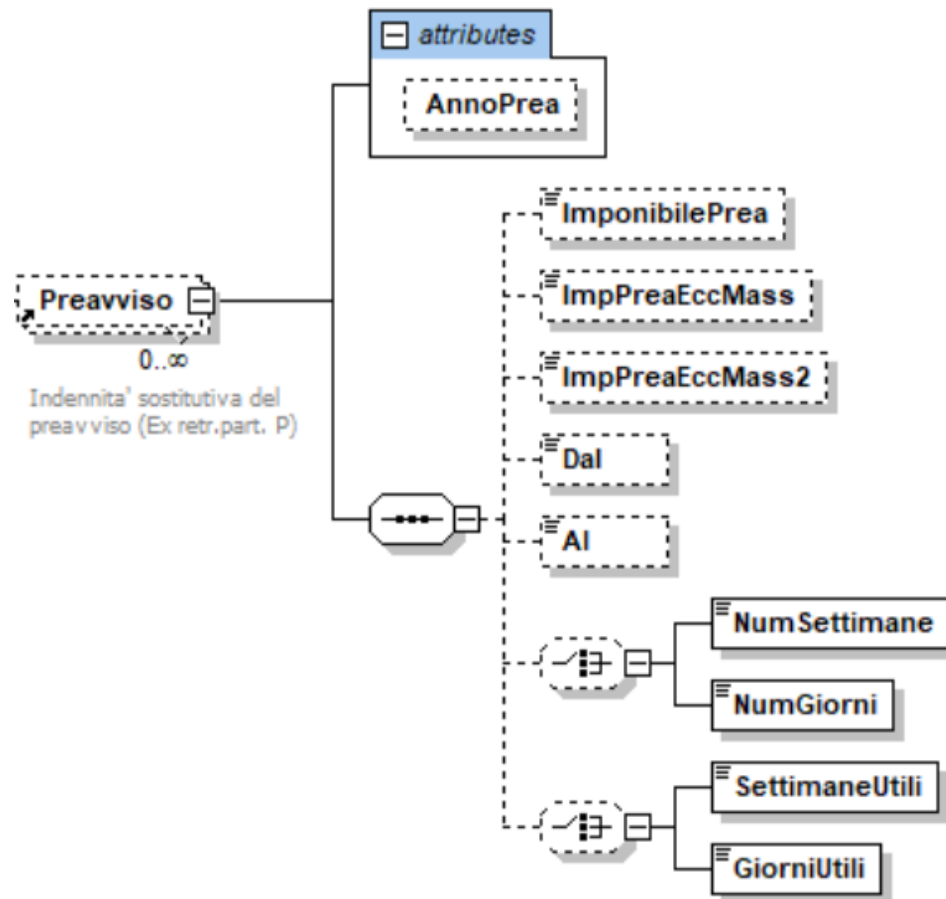 attributes
AnnoPrea
ImponibilePrea
ImpPreaEccMass
Preavviso
0..∞
Indennita' sostitutiva del
preavviso (Ex retr.part. P)
ImpPreaEccMass2
Dal
Al
NumSettimane
NumGiorni
SettimaneUtili
GiorniUtili